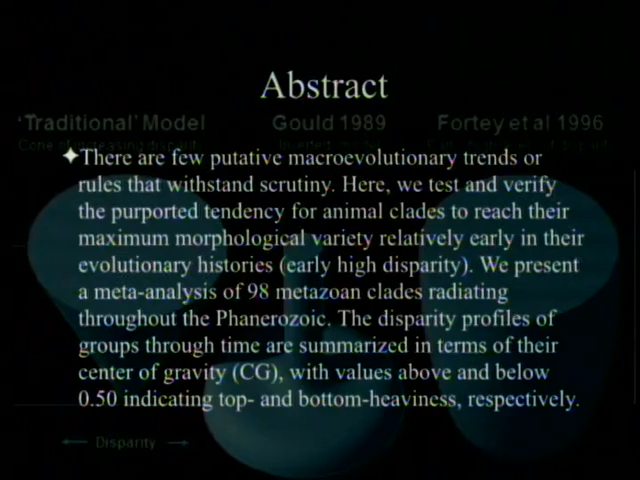 Abstract
'Traditional' Model
Gould 1989
Fortey et al 1996
✦There are few putative macroevolutionary trends or
rules that withstand scrutiny. Here, we test and verify
the purported tendency for animal clades to reach their
maximum morphological variety relatively early in their
evolutionary histories (early high disparity). We present
a meta-analysis of 98 metazoan clades radiating
throughout the Phanerozoic. The disparity profiles of
groups through time are summarized in terms of their
center of gravity (CG), with values above and below
0.50 indicating top- and bottom-heaviness, respectively.
Disparity